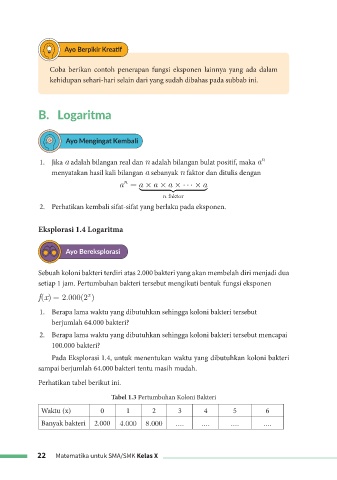 Ayo Berpikir Kreatif
Coba berikan contoh penerapan fungsi eksponen lainnya yang ada dalam
kehidupan sehari-hari selain dari yang sudah dibahas pada subbab ini.
B. Logaritma
Ayo Mengingat Kembali
1. Jika a adalah bilangan real dan n adalah bilangan bulat positif, maka aⁿ
menyatakan hasil kali bilangan a sebanyak n faktor dan ditulis dengan
aⁿ = a × a × a × ⋯ × a
n faktor
2. Perhatikan kembali sifat-sifat yang berlaku pada eksponen.
Eksplorasi 1.4 Logaritma
Ayo Bereksplorasi
Sebuah koloni bakteri terdiri atas 2.000 bakteri yang akan membelah diri menjadi dua
setiap 1 jam. Pertumbuhan bakteri tersebut mengikuti bentuk fungsi eksponen
f(x) = 2.000(2ˣ)
1. Berapa lama waktu yang dibutuhkan sehingga koloni bakteri tersebut
berjumlah 64.000 bakteri?
2. Berapa lama waktu yang dibutuhkan sehingga koloni bakteri tersebut mencapai
100.000 bakteri?
Pada Eksplorasi 1.4, untuk menentukan waktu yang dibutuhkan koloni bakteri
sampai berjumlah 64.000 bakteri tentu masih mudah.
Perhatikan tabel berikut ini.
Tabel 1.3 Pertumbuhan Koloni Bakteri
Waktu (x) 0 1 2 3 4 5 6
Banyak bakteri 2.000 4.000 8.000 .... .... .... ....
22 Matematika untuk SMA/SMK Kelas X